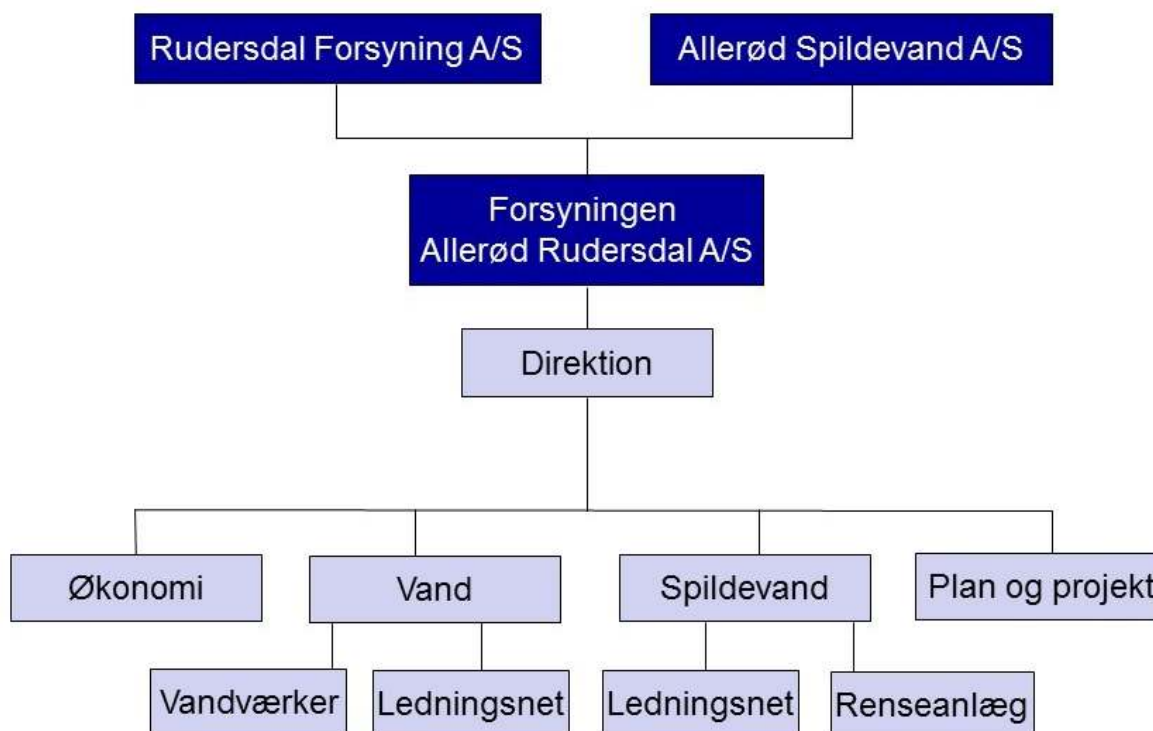 Rudersdal Forsyning A/S
Allerød Spildevand A/S
Forsyningen
Allerød Rudersdal A/S
Direktion
Økonomi
Vand
Spildevand
Plan og projekt
Vandværker
Ledningsnet
Ledningsnet
Renseanlæg